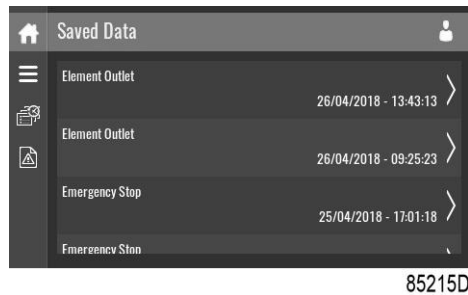 Saved Data
Element Outlet
26/04/2018 - 13:43:13
Element Outlet
26/04/2018 - 09:25:23
Emergency Stop
25/04/2018 - 17:01:18
Emergency Stop
85215D